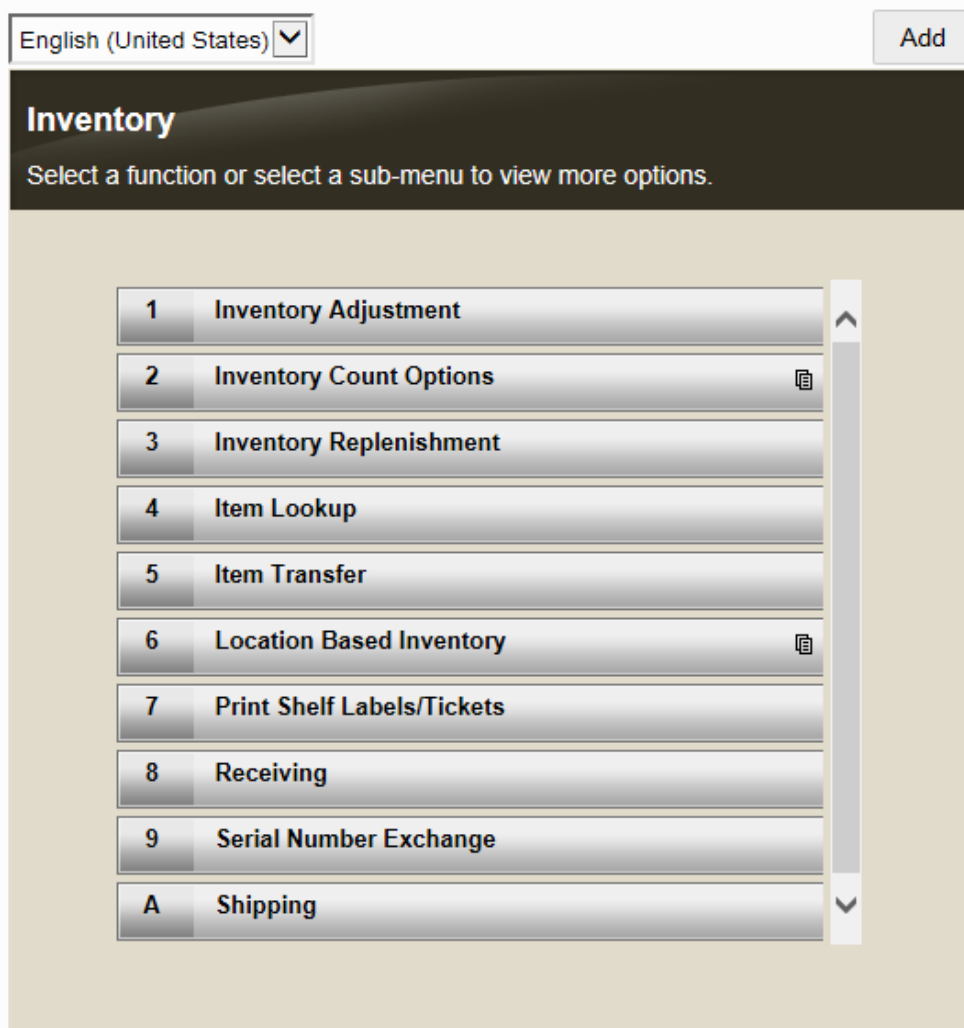 English (United States)
Add
Inventory
Select a function or select a sub-menu to view more options.
1 Inventory Adjustment
2 Inventory Count Options
3 Inventory Replenishment
4 Item Lookup
5 Item Transfer
6 Location Based Inventory
7 Print Shelf Labels/Tickets
8 Receiving
9 Serial Number Exchange
A Shipping